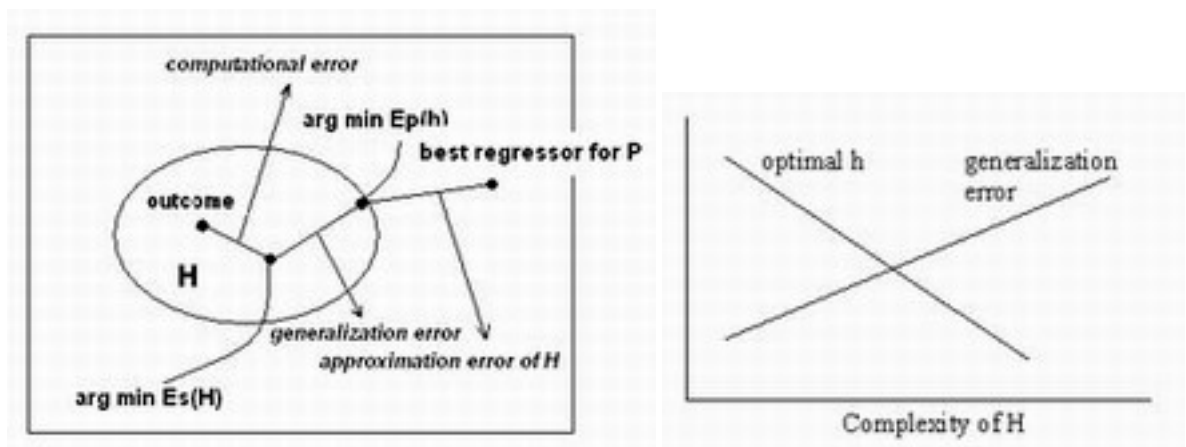 computational error
arg min Ep(h)
best regressor for P
outcome
H
generalization error
approximation error of H
arg min Es(H)
optimal h
generalization
error
Complexity of H